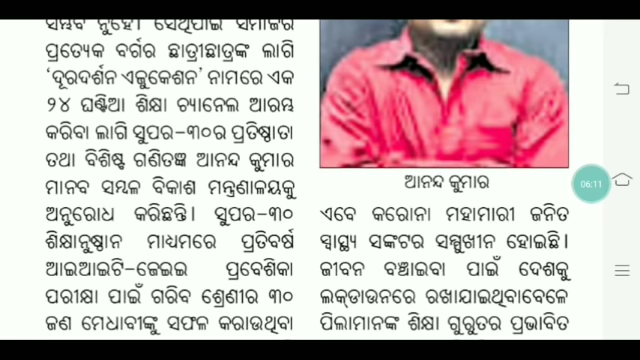 ସମ୍ଭବ ନୁହେଁ। ସେଥିପାଇଁ ସମାଜର
ପ୍ରତ୍ୟେକ ବର୍ଗର ଛାତ୍ରୀଛାତ୍ରଙ୍କ ଲାଗି
‘ଦୂରଦର୍ଶନ ଏଜୁକେଶନ’ ନାମରେ ଏକ
୨୪ ଘଣ୍ଟିଆ ଶିକ୍ଷା ଚ୍ୟାନେଲ ଆରମ୍ଭ
କରିବା ଲାଗି ସୁପର-୩୦ର ପ୍ରତିଷ୍ଠାତା
ତଥା ବିଶିଷ୍ଟ ଗଣିତଜ୍ଞ ଆନନ୍ଦ କୁମାର
ମାନବ ସମ୍ବଳ ବିକାଶ ମନ୍ତ୍ରଣାଳୟକୁ
ଅନୁରୋଧ କରିଛନ୍ତି। ସୁପର-୩୦
ଶିକ୍ଷାନୁଷ୍ଠାନ ମାଧ୍ୟମରେ ପ୍ରତିବର୍ଷ
ଆଇଆଇଟି-ଜେଇଇ ପ୍ରବେଶିକା
ପରୀକ୍ଷା ପାଇଁ ଗରିବ ଶ୍ରେଣୀର ୩୦
ଜଣ ମେଧାବୀଙ୍କୁ ସଫଳ କରାଉଥିବା
ଆନନ୍ଦ କୁମାର
ଏବେ କରୋନା ମହାମାରୀ ଜନିତ
ସ୍ୱାସ୍ଥ୍ୟ ସଙ୍କଟର ସମ୍ମୁଖୀନ ହୋଇଛି।
ଜୀବନ ବଞ୍ଚାଇବା ପାଇଁ ଦେଶକୁ
ଲକ୍‌ଡାଉନରେ ରଖାଯାଇଥିବାବେଳେ
ପିଲାମାନଙ୍କ ଶିକ୍ଷା ଗୁରୁତର ପ୍ରଭାବିତ
06:11